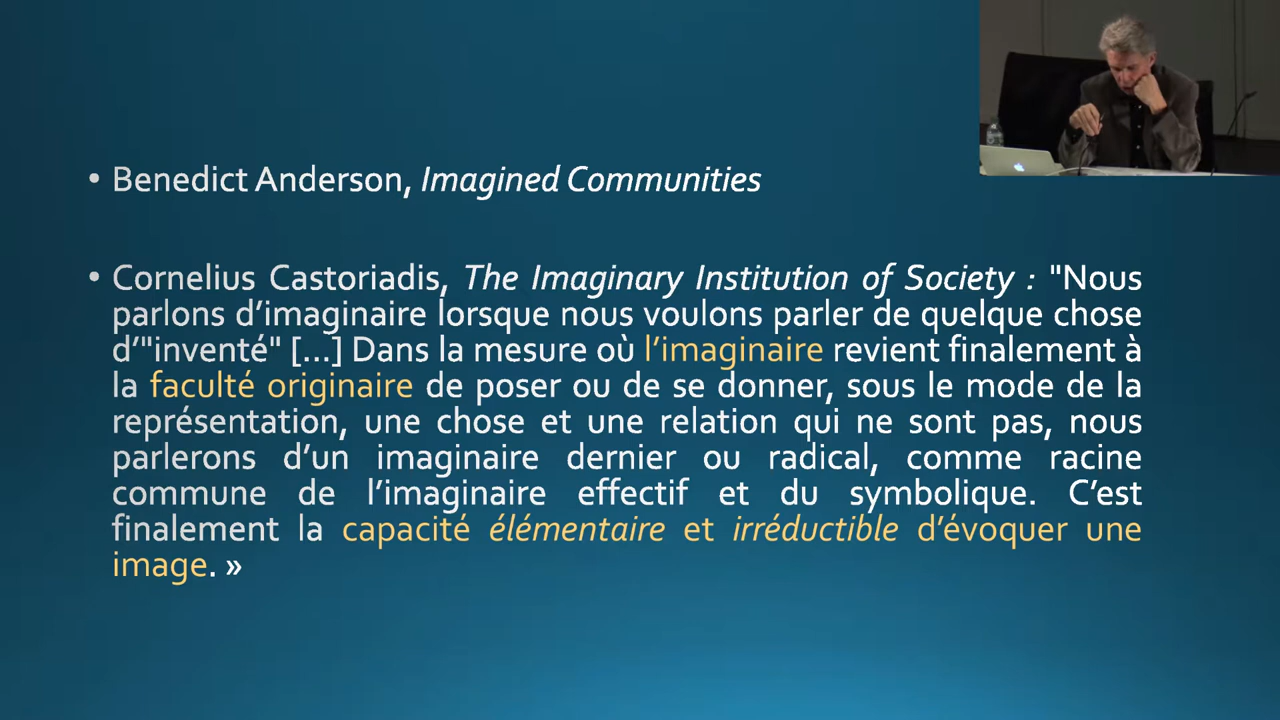 • Benedict Anderson, Imagined Communities
• Cornelius Castoriadis, The Imaginary Institution of Society : "Nous
parlons d’imaginaire lorsque nous voulons parler de quelque chose
d’"inventé" [...] Dans la mesure où l’imaginaire revient finalement à
la faculté originaire de poser ou de se donner, sous le mode de la
représentation, une chose et une relation qui ne sont pas, nous
parlerons d’un imaginaire dernier ou radical, comme racine
commune de l’imaginaire effectif et du symbolique. C’est
finalement la capacité élémentaire et irréductible d’évoquer une
image. »